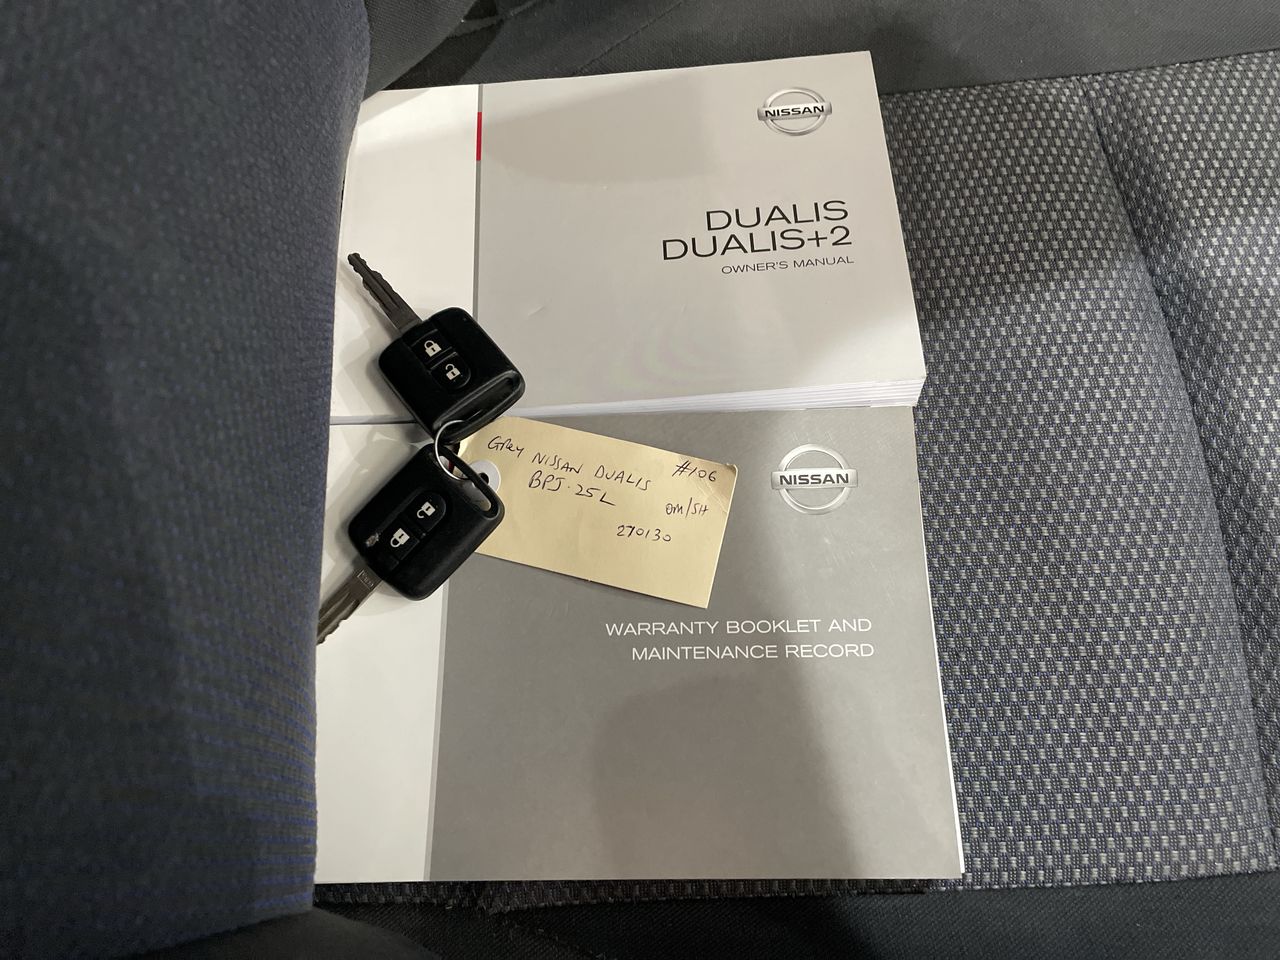 NISSAN
DUALIS
DUALIS+2
OWNER'S MANUAL
Grey NISSAN DUALIS #106
BPJ·25L
OM/SH
270130
NISSAN
WARRANTY BOOKLET AND
MAINTENANCE RECORD